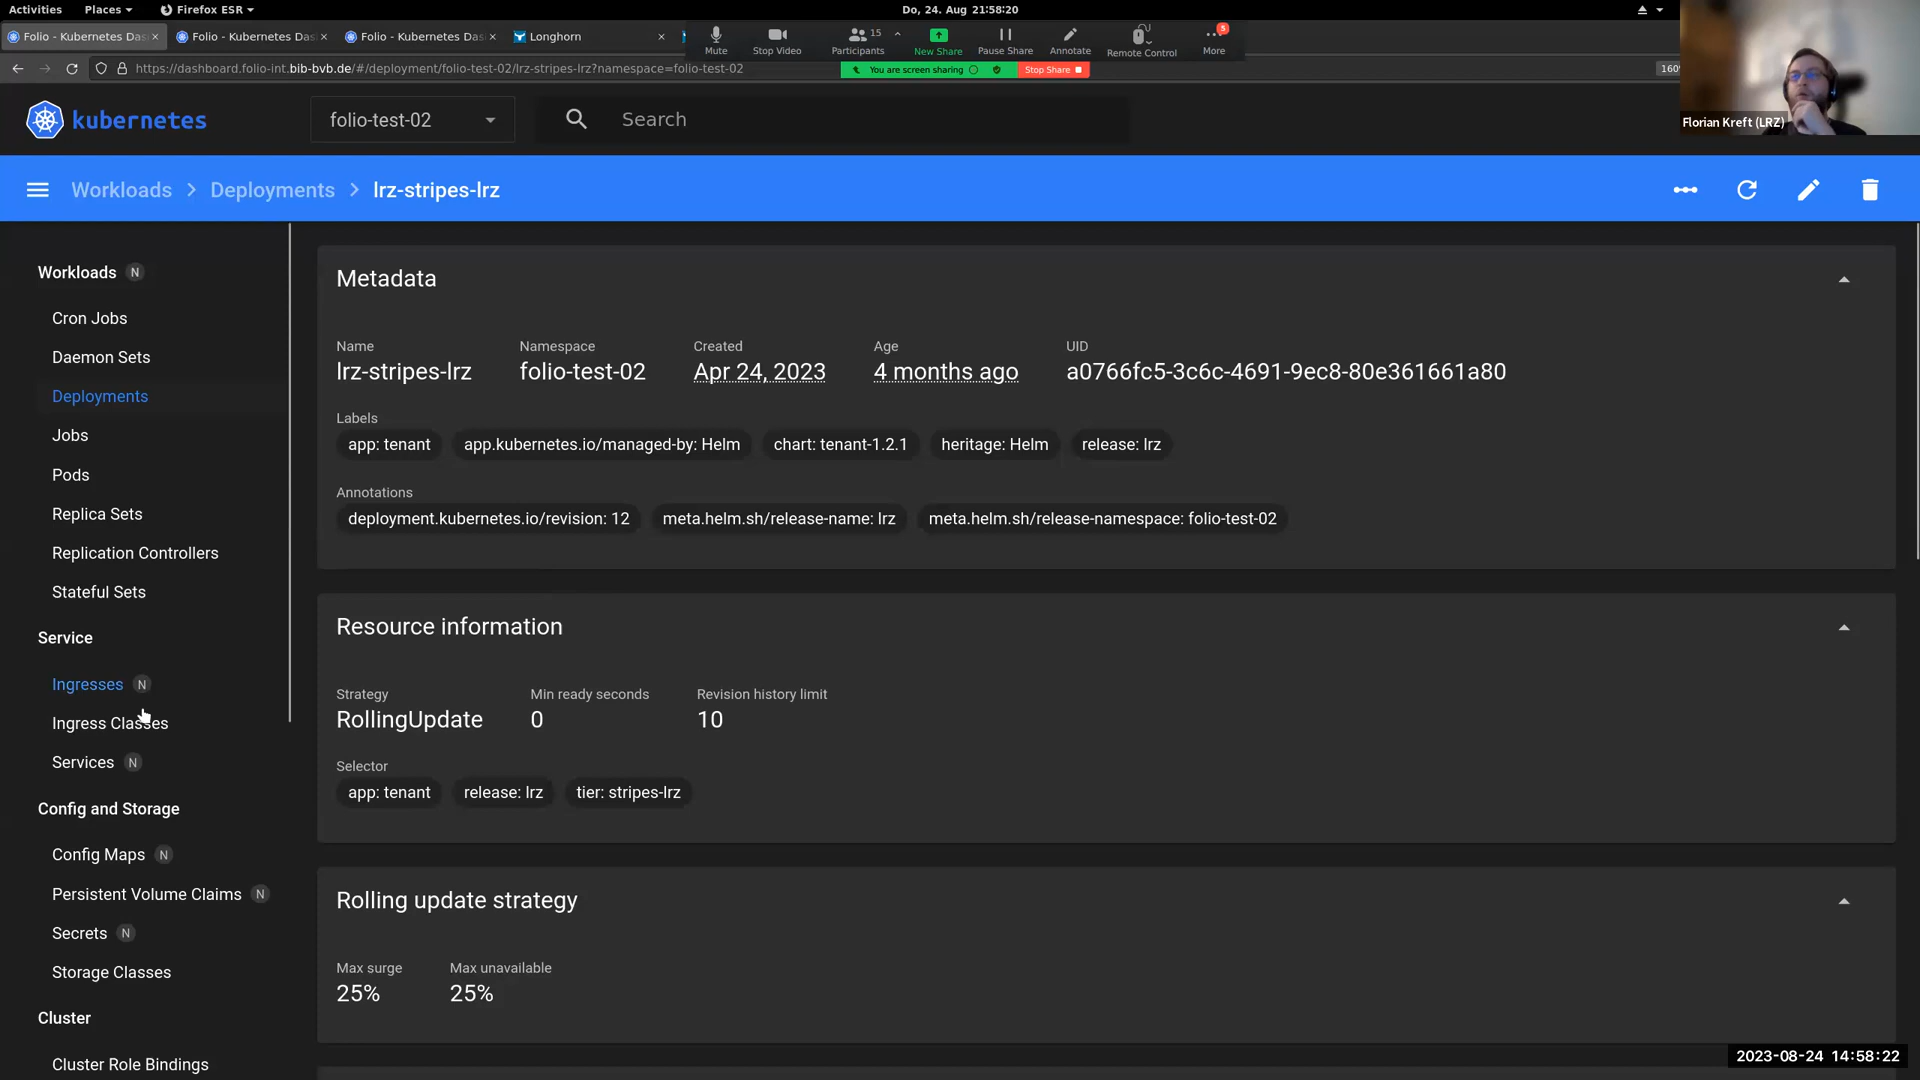 Activities Places Firefox ESR Do, 24. Aug 21:58:20
Folio - Kubernetes Das × Folio - Kubernetes Das × Folio - Kubernetes Das × Longhorn ×
Mute Stop Video Participants 15 New Share Pause Share Annotate Remote Control More 5
https://dashboard.folio-int.bib-bvb.de/#/deployment/folio-test-02/lrz-stripes-lrz?namespace=folio-test-02
You are screen sharing Stop Share
160
Florian Kreft (LRZ)
kubernetes folio-test-02 Search
Workloads Deployments lrz-stripes-lrz
Workloads N
Cron Jobs
Daemon Sets
Deployments
Jobs
Pods
Replica Sets
Replication Controllers
Stateful Sets
Service
Ingresses N
Ingress Classes
Services N
Config and Storage
Config Maps N
Persistent Volume Claims N
Secrets N
Storage Classes
Cluster
Cluster Role Bindings
Metadata
Name Namespace Created Age UID
lrz-stripes-lrz folio-test-02 Apr 24, 2023 4 months ago a0766fc5-3c6c-4691-9ec8-80e361661a80
Labels
app: tenant app.kubernetes.io/managed-by: Helm chart: tenant-1.2.1 heritage: Helm release: lrz
Annotations
deployment.kubernetes.io/revision: 12 meta.helm.sh/release-name: lrz meta.helm.sh/release-namespace: folio-test-02
Resource information
Strategy Min ready seconds Revision history limit
RollingUpdate 0 10
Selector
app: tenant release: lrz tier: stripes-lrz
Rolling update strategy
Max surge Max unavailable
25% 25%
2023-08-24 14:58:22